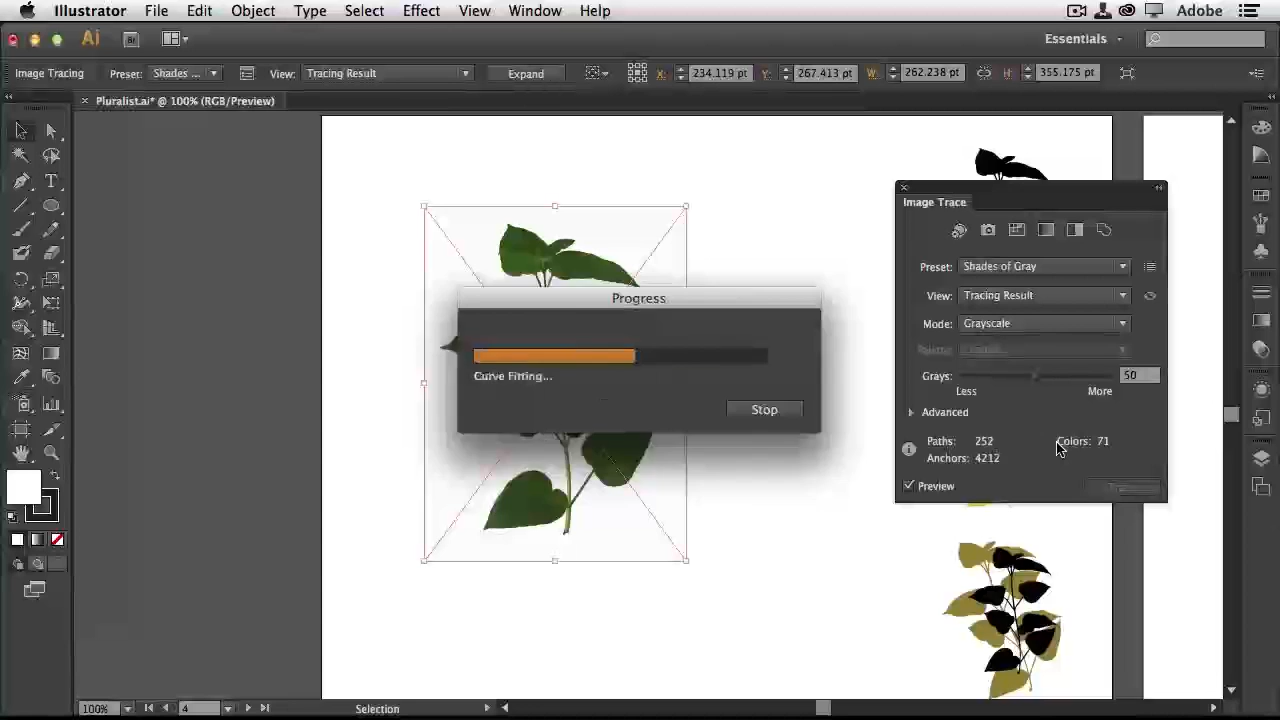 Illustrator File Edit Object Type Select Effect View Window Help Adobe
Ai Br Essentials
Image Tracing Preset: Shades ... View: Tracing Result Expand X: 234.119 pt Y: 267.413 pt W: 262.238 pt H: 355.175 pt
× Pluralist.ai* @ 100% (RGB/Preview)
Image Trace
Preset: Shades of Gray
View: Tracing Result
Mode: Grayscale
Palette:
Grays: 50
Less More
Advanced
Paths: 252 Colors: 71
Anchors: 4212
Preview
Progress
Curve Fitting...
Stop
100% 4 Selection